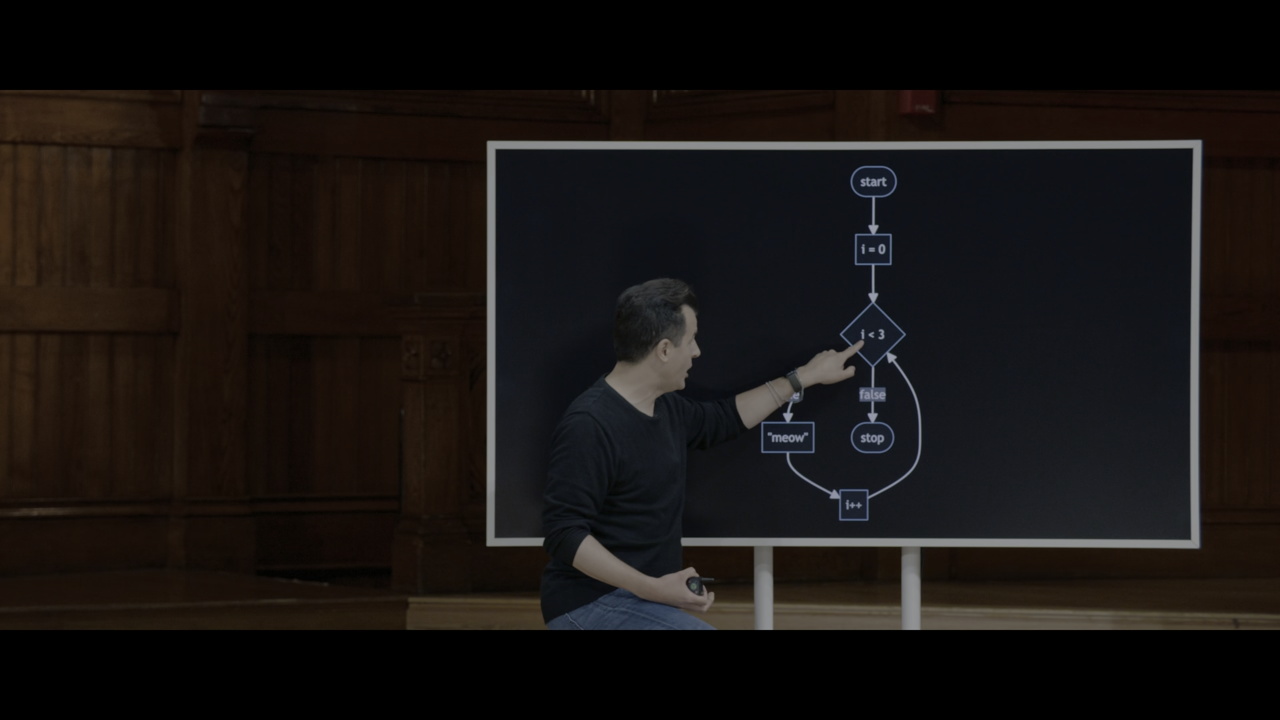 start
i = 0
i < 3
false
"meow"
stop
i++